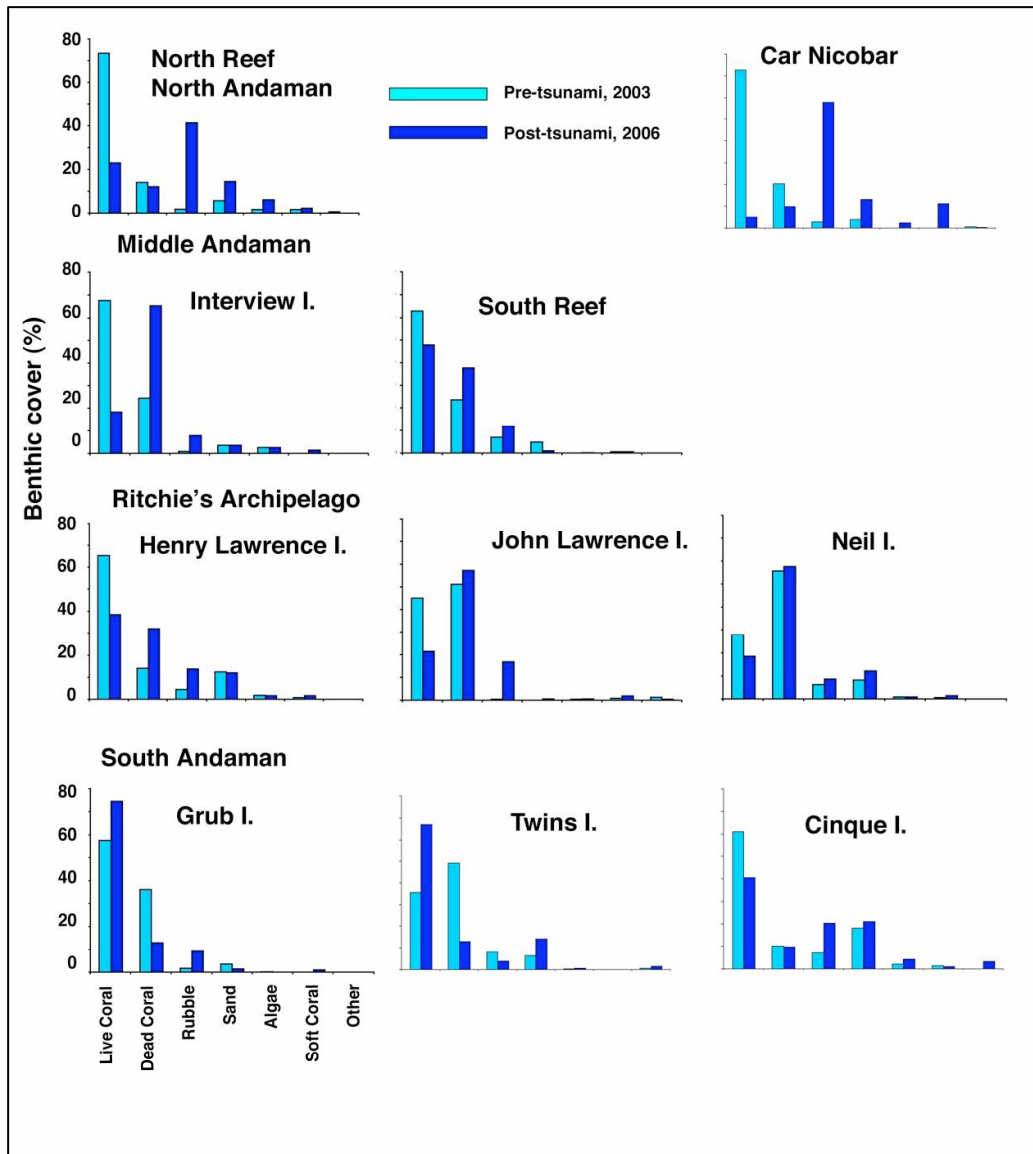 80
60
40
20
0
North Reef
North Andaman
Pre-tsunami, 2003
Post-tsunami, 2006
Car Nicobar
Benthic cover (%)
Middle Andaman
80
60
40
20
0
Interview I.
South Reef
Ritchie's Archipelago
80
60
40
20
0
Henry Lawrence I.
John Lawrence I.
Neil I.
South Andaman
80
60
40
20
0
Grub I.
Twins I.
Cinque I.
Live Coral
Dead Coral
Rubble
Sand
Algae
Soft Coral
Other